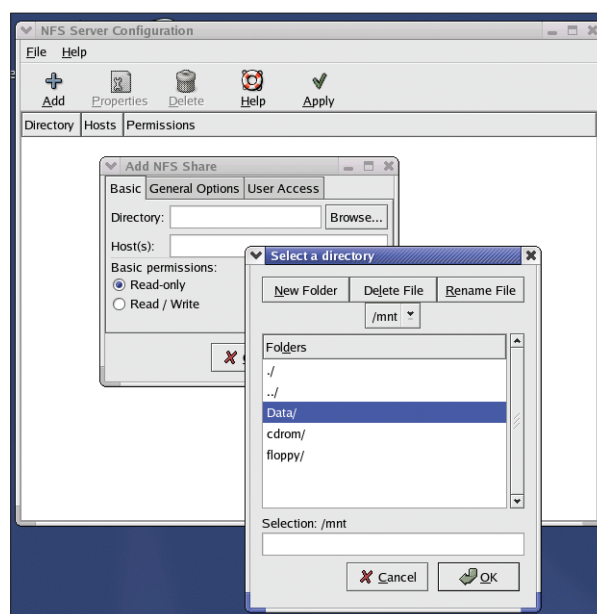 NFS Server Configuration
File Help
Add Properties Delete Help Apply
Directory Hosts Permissions
Add NFS Share
Basic General Options User Access
Directory: Browse...
Host(s):
Basic permissions:
Read-only
Read / Write
Select a directory
New Folder Delete File Rename File
/mnt
Folders
./
../
Data/
cdrom/
floppy/
Selection: /mnt
Cancel OK